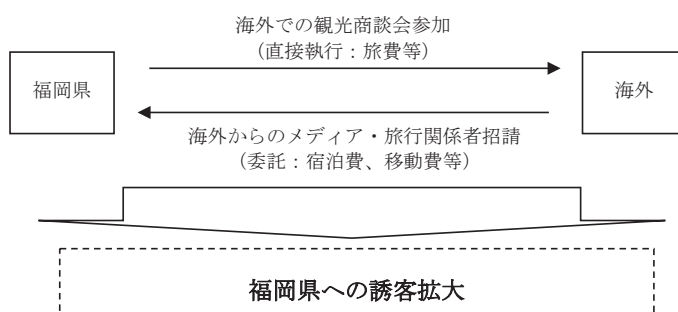 海外での観光商談会参加
(直接執行:旅費等)
福岡県
海外
海外からのメディア・旅行関係者招請
(委託:宿泊費、移動費等)
福岡県への誘客拡大